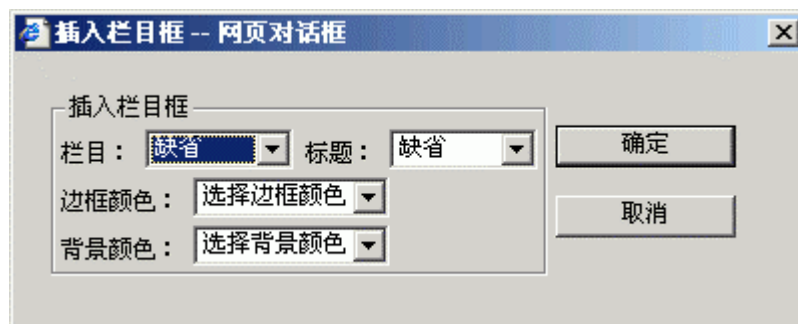 插入栏目框 -- 网页对话框
插入栏目框
栏目： 缺省 标题： 缺省 确定
边框颜色： 选择边框颜色
取消
背景颜色： 选择背景颜色